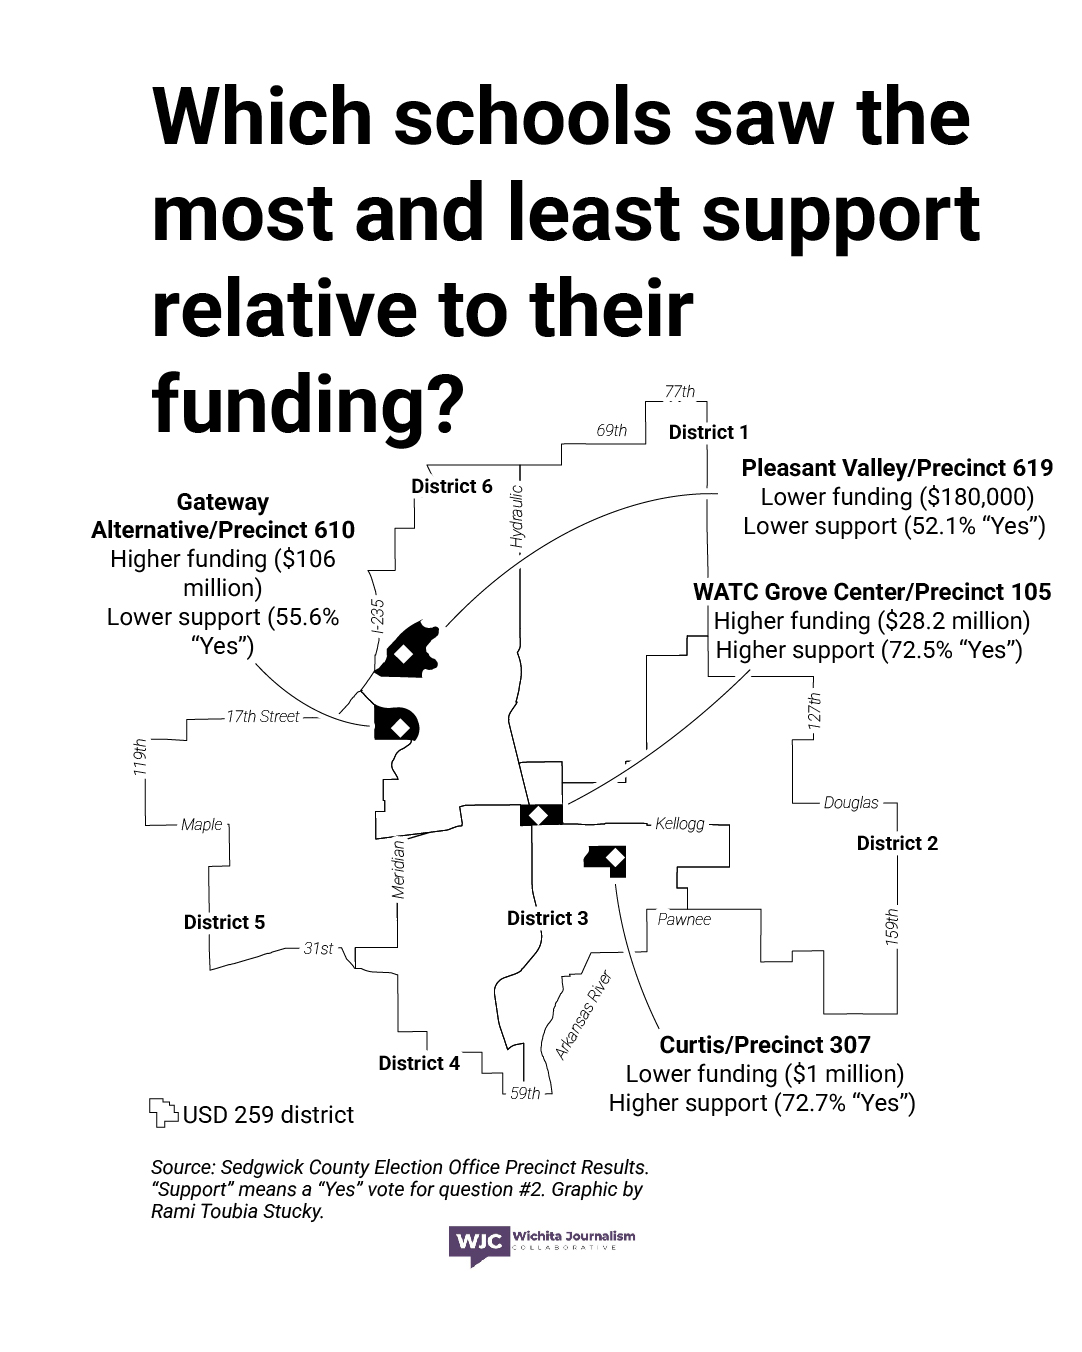 Which schools saw the
most and least support
relative to their
funding?
77th
69th
District 1
Pleasant Valley/Precinct 619
Lower funding ($180,000)
Lower support (52.1% “Yes”)
District 6
Hydraulic
Gateway
Alternative/Precinct 610
Higher funding ($106
million)
Lower support (55.6%
“Yes”)
I-235
WATC Grove Center/Precinct 105
Higher funding ($28.2 million)
Higher support (72.5% “Yes”)
17th Street
127th
119th
Maple
Douglas
Kellogg
District 2
Meridian
District 5
District 3
Pawnee
159th
31st
Arkansas River
Curtis/Precinct 307
Lower funding ($1 million)
Higher support (72.7% “Yes”)
District 4
59th
USD 259 district
Source: Sedgwick County Election Office Precinct Results.
“Support” means a “Yes” vote for question #2. Graphic by
Rami Toubia Stucky.
WJC
Wichita Journalism
COLLABORATIVE